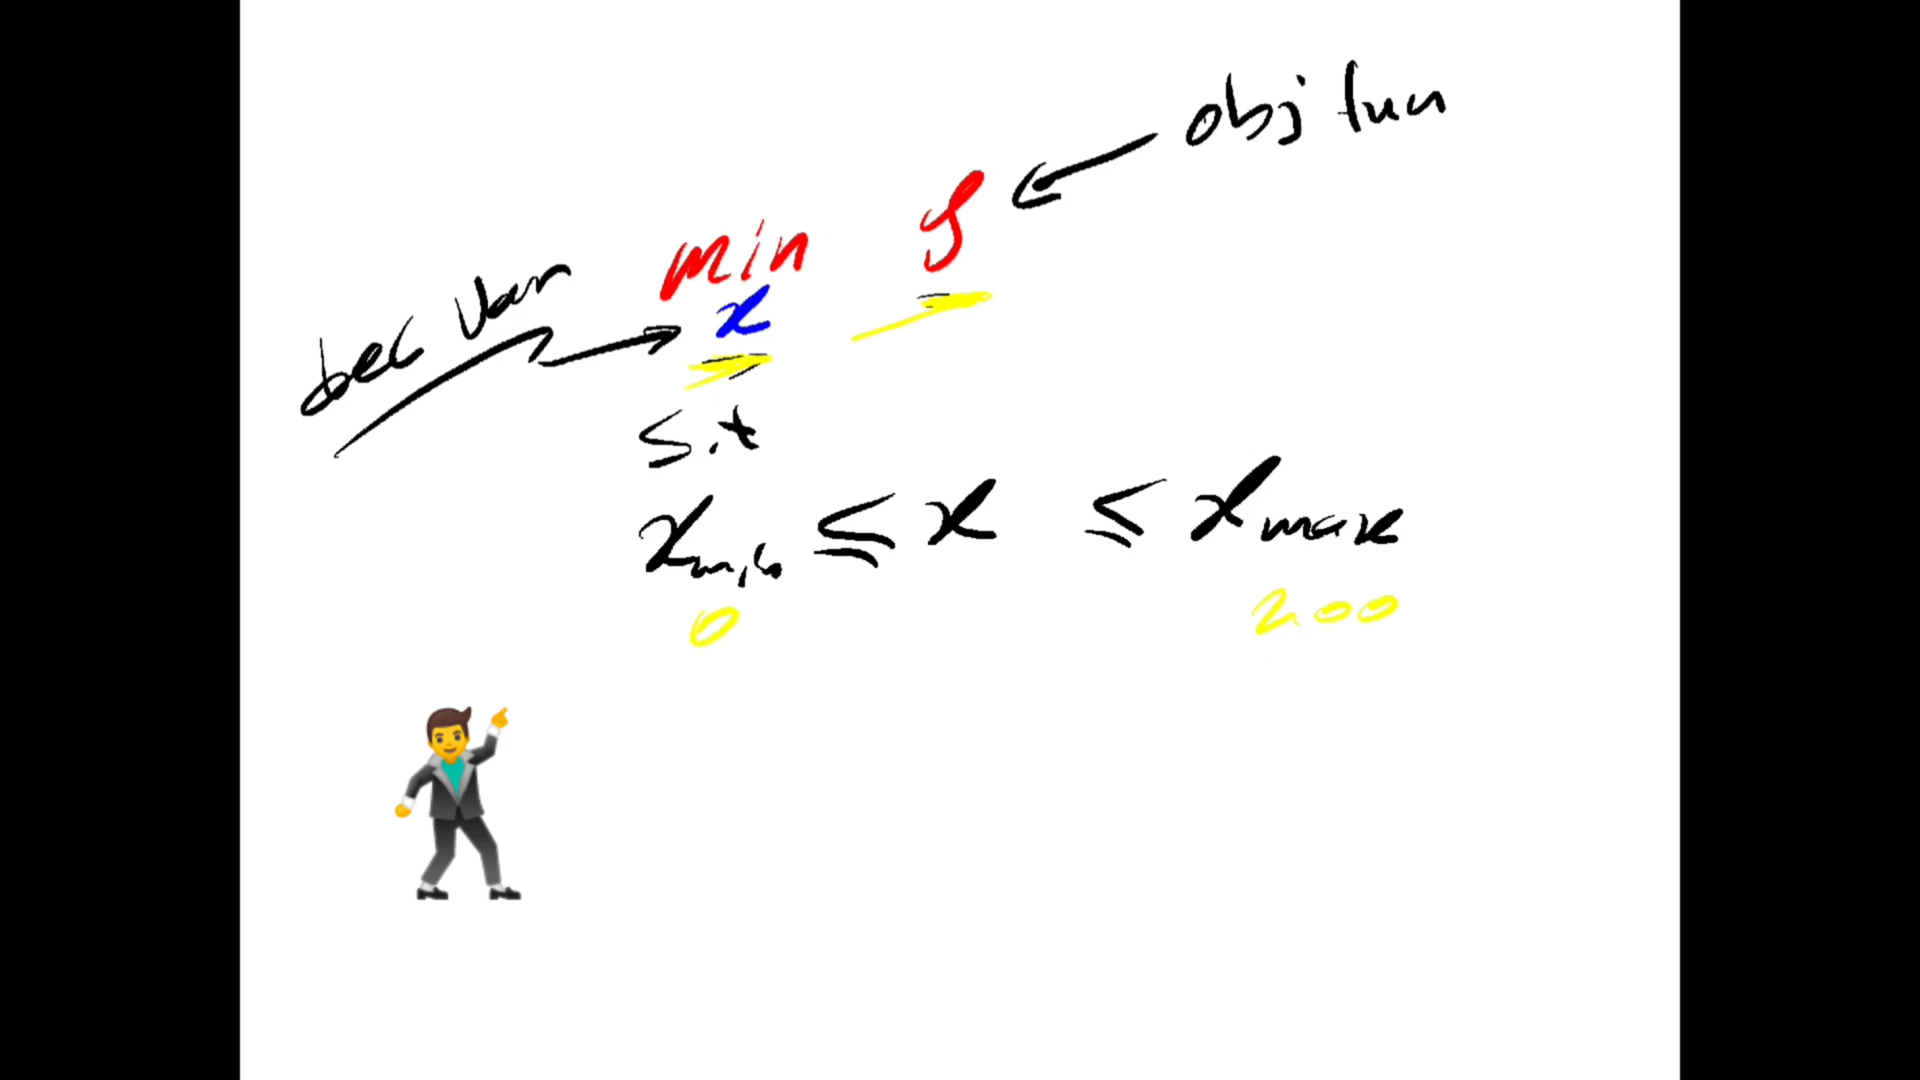 obj fun
min y
dec var
x
s.t
xmin ≤ x ≤ xmax
0 200